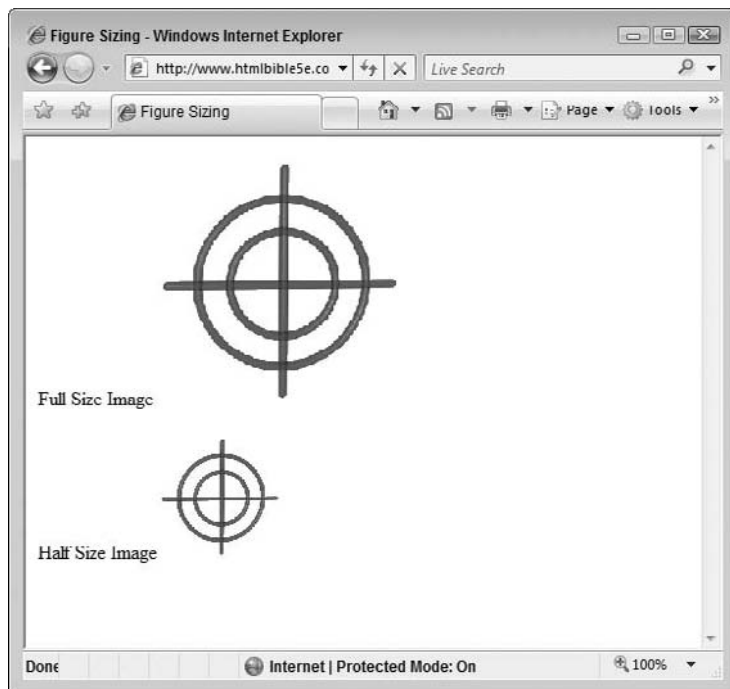 Figure Sizing - Windows Internet Explorer
http://www.htmlbible5e.co
Live Search
Figure Sizing
Page
Tools
Full Size Image
Half Size Image
Done
Internet | Protected Mode: On
100%